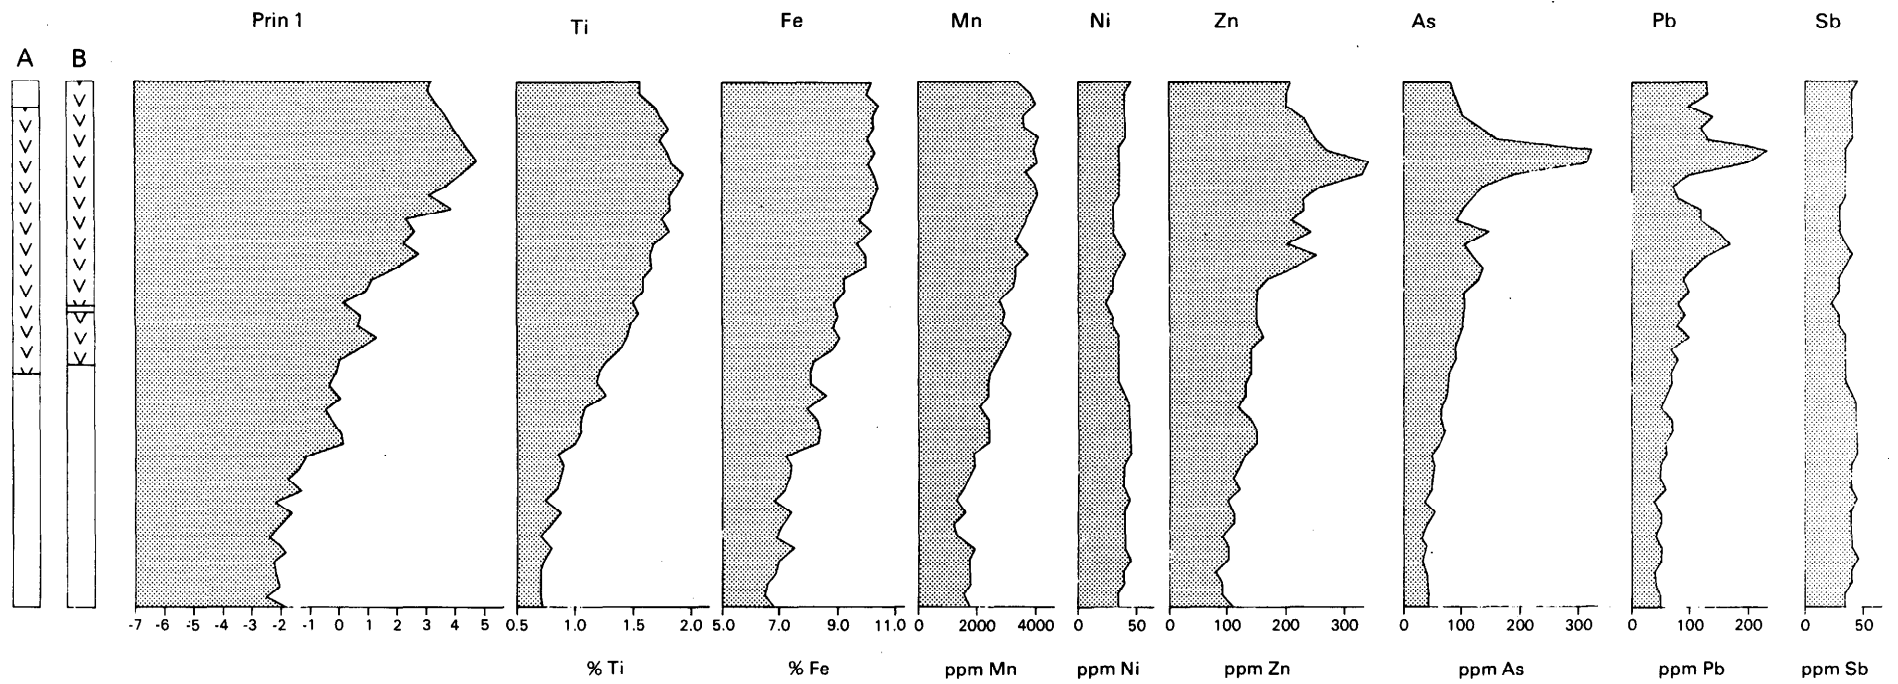 Prin 1 Ti Fe Mn Ni Zn As Pb Sb
A B
-7 -6 -5 -4 -3 -2 -1 0 1 2 3 4 5 0.5 1.0 1.5 2.0 5.0 7.0 9.0 11.0 0 2000 4000 0 50 0 100 200 300 0 100 200 300 0 100 200 0 50
% Ti % Fe ppm Mn ppm Ni ppm Zn ppm As ppm Pb ppm Sb